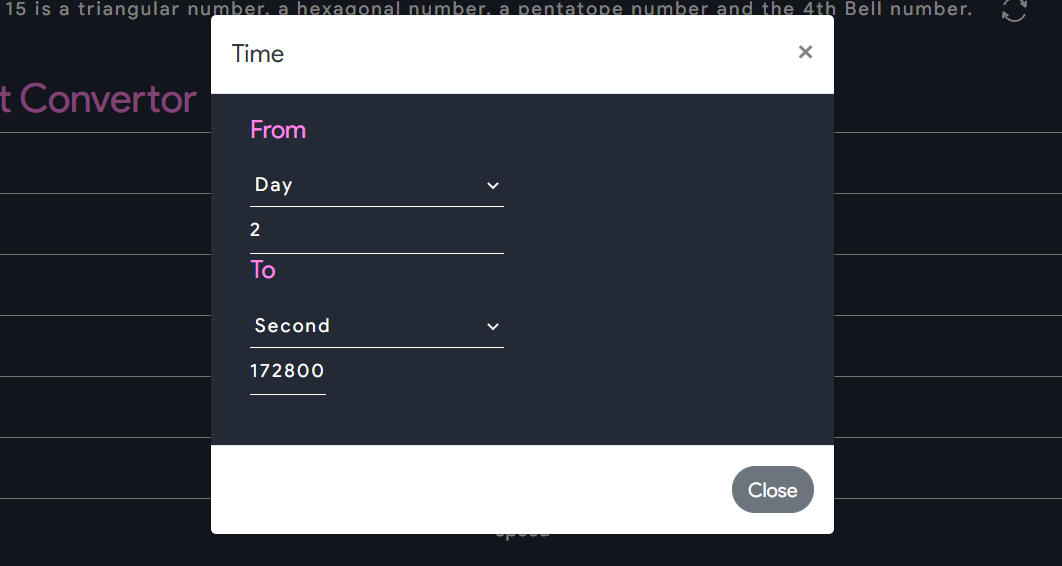 15 is a triangular number, a hexagonal number, a pentatope number and the 4th Bell number.
Time
×
t Convertor
From
Day
2
To
Second
172800
Close
speed